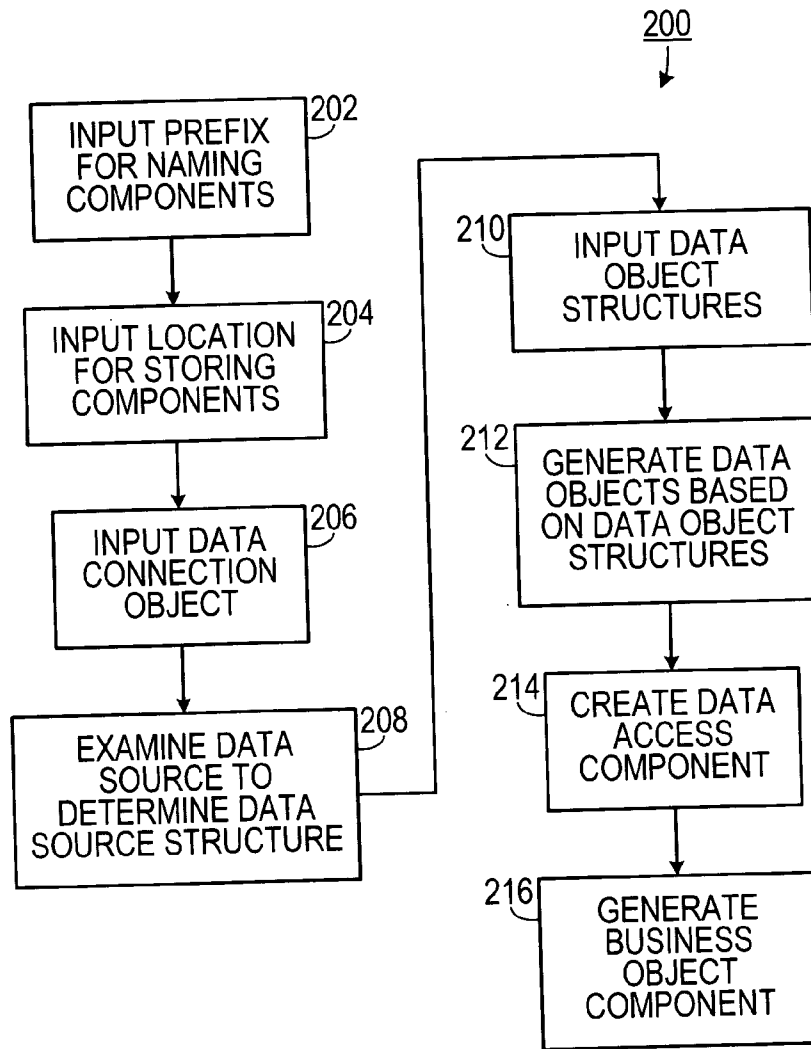 200
202
INPUT PREFIX
FOR NAMING
COMPONENTS
204
INPUT LOCATION
FOR STORING
COMPONENTS
206
INPUT DATA
CONNECTION
OBJECT
208
EXAMINE DATA
SOURCE TO
DETERMINE DATA
SOURCE STRUCTURE
210
INPUT DATA
OBJECT
STRUCTURES
212
GENERATE DATA
OBJECTS BASED
ON DATA OBJECT
STRUCTURES
214
CREATE DATA
ACCESS
COMPONENT
216
GENERATE
BUSINESS
OBJECT
COMPONENT